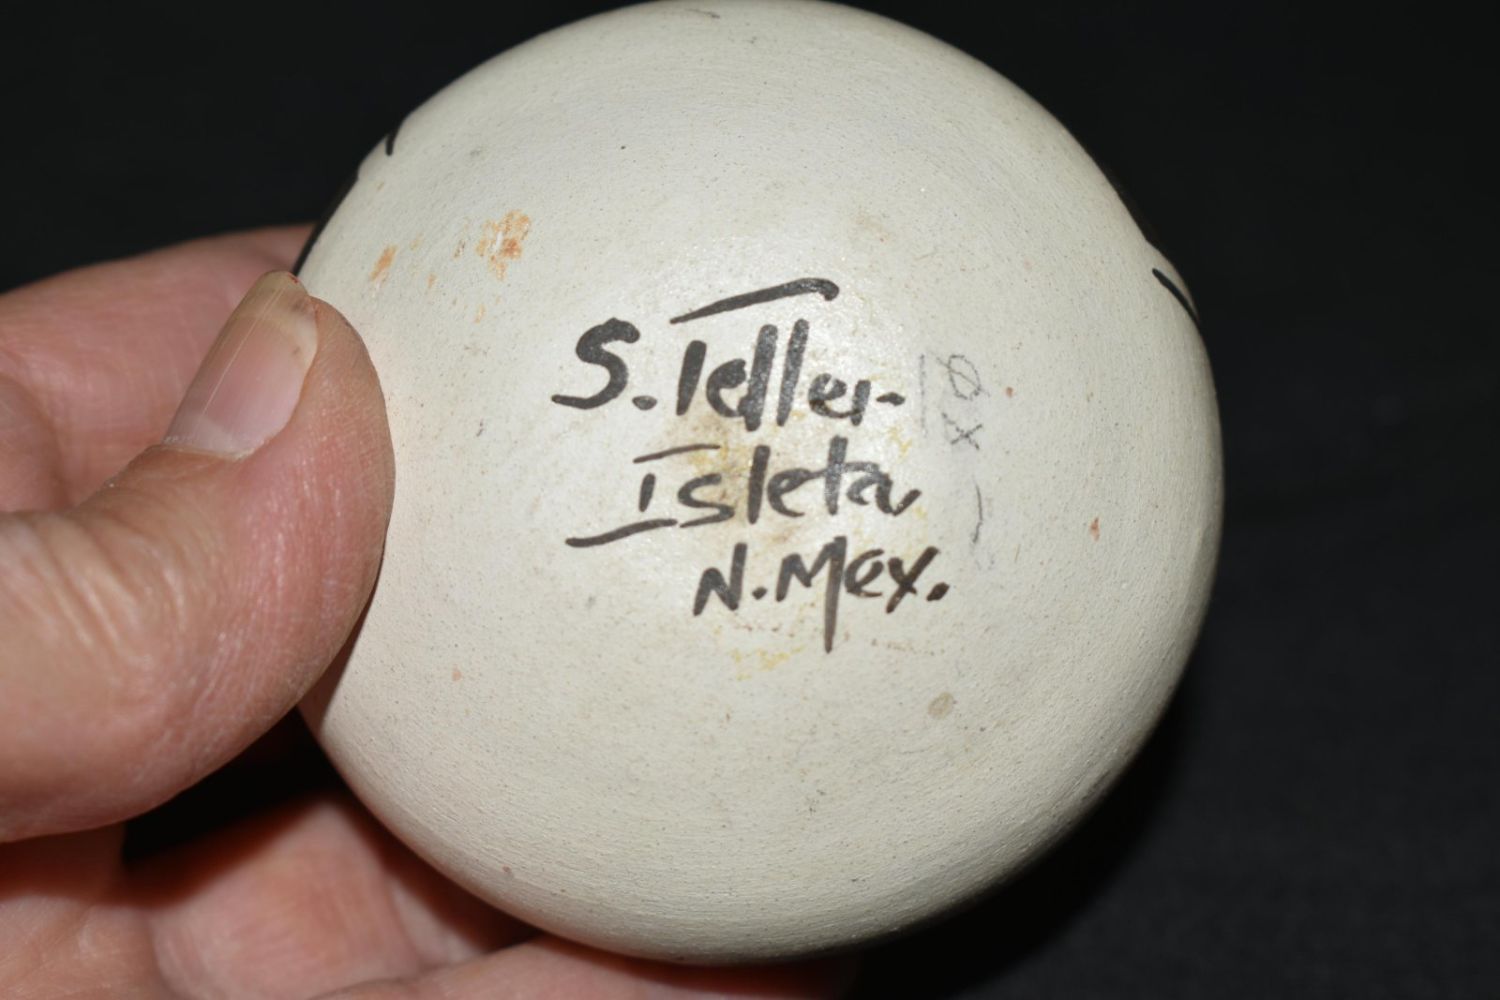 S. Teller
Isleta
N. Mex.